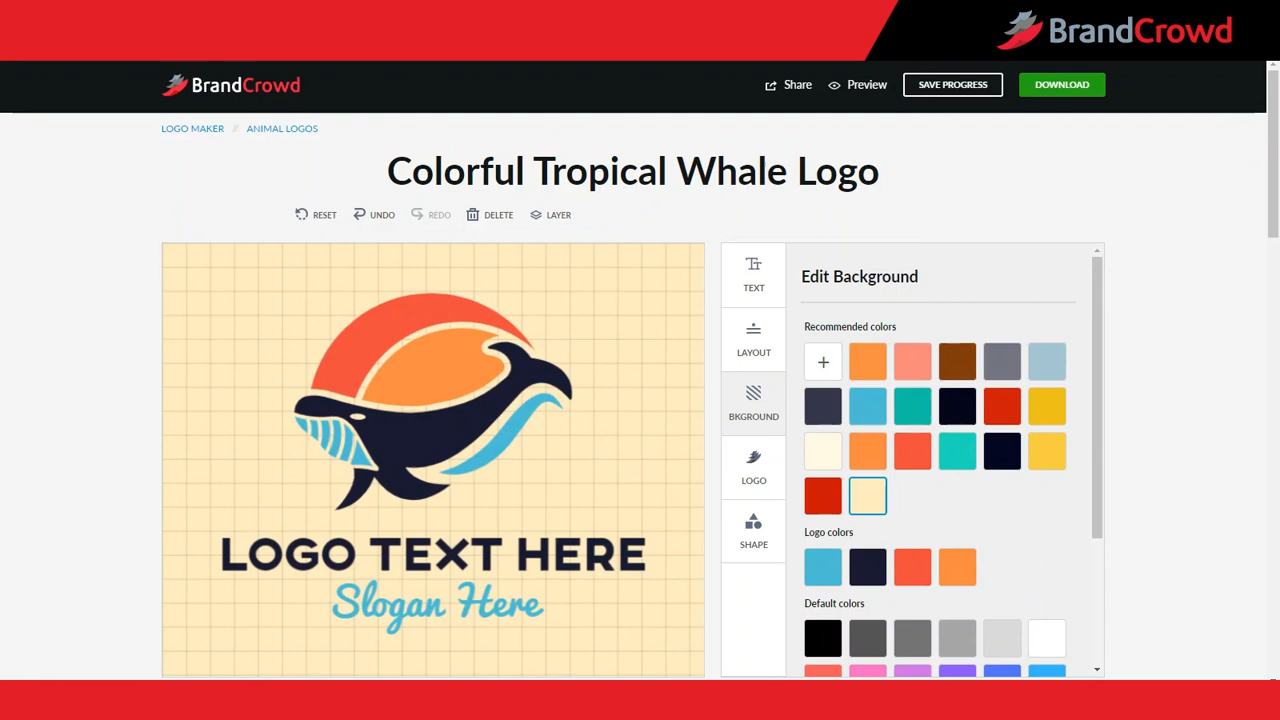 BrandCrowd
BrandCrowd
Share
Preview
SAVE PROGRESS
DOWNLOAD
LOGO MAKER // ANIMAL LOGOS
Colorful Tropical Whale Logo
RESET
UNDO
REDO
DELETE
LAYER
LOGO TEXT HERE
Slogan Here
TEXT
LAYOUT
BKGROUND
LOGO
SHAPE
Edit Background
Recommended colors
+
Logo colors
Default colors